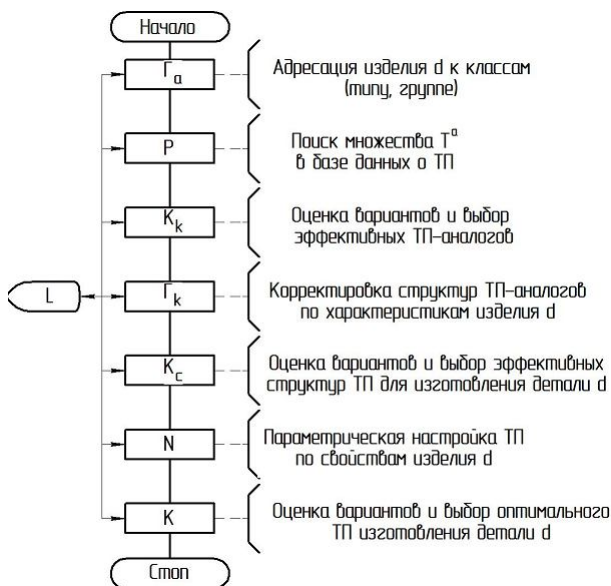 Начало
Га
Адресация изделия d к классам
(типу, группе)
P
Поиск множества Tª
в базе данных о ТП
Kk
Оценка вариантов и выбор
эффективных ТП-аналогов
L
Гk
Корректировка структур ТП-аналогов
по характеристикам изделия d
Kc
Оценка вариантов и выбор эффективных
структур ТП для изготовления детали d
N
Параметрическая настройка ТП
по свойствам изделия d
K
Оценка вариантов и выбор оптимального
ТП изготовления детали d
Стоп